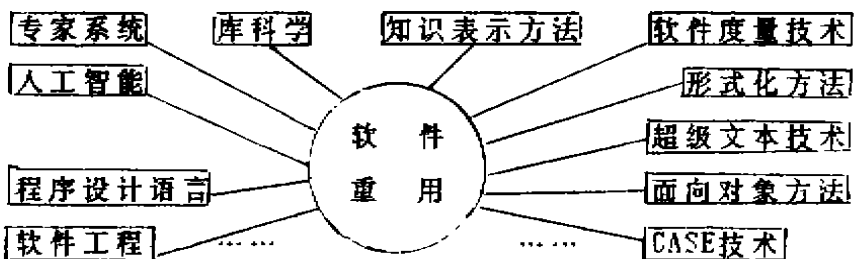 专家系统 库科学 知识表示方法 软件度量技术
人工智能 形式化方法
软件 超级文本技术
程序设计语言 重用 面向对象方法
软件工程 …… …… CASE技术